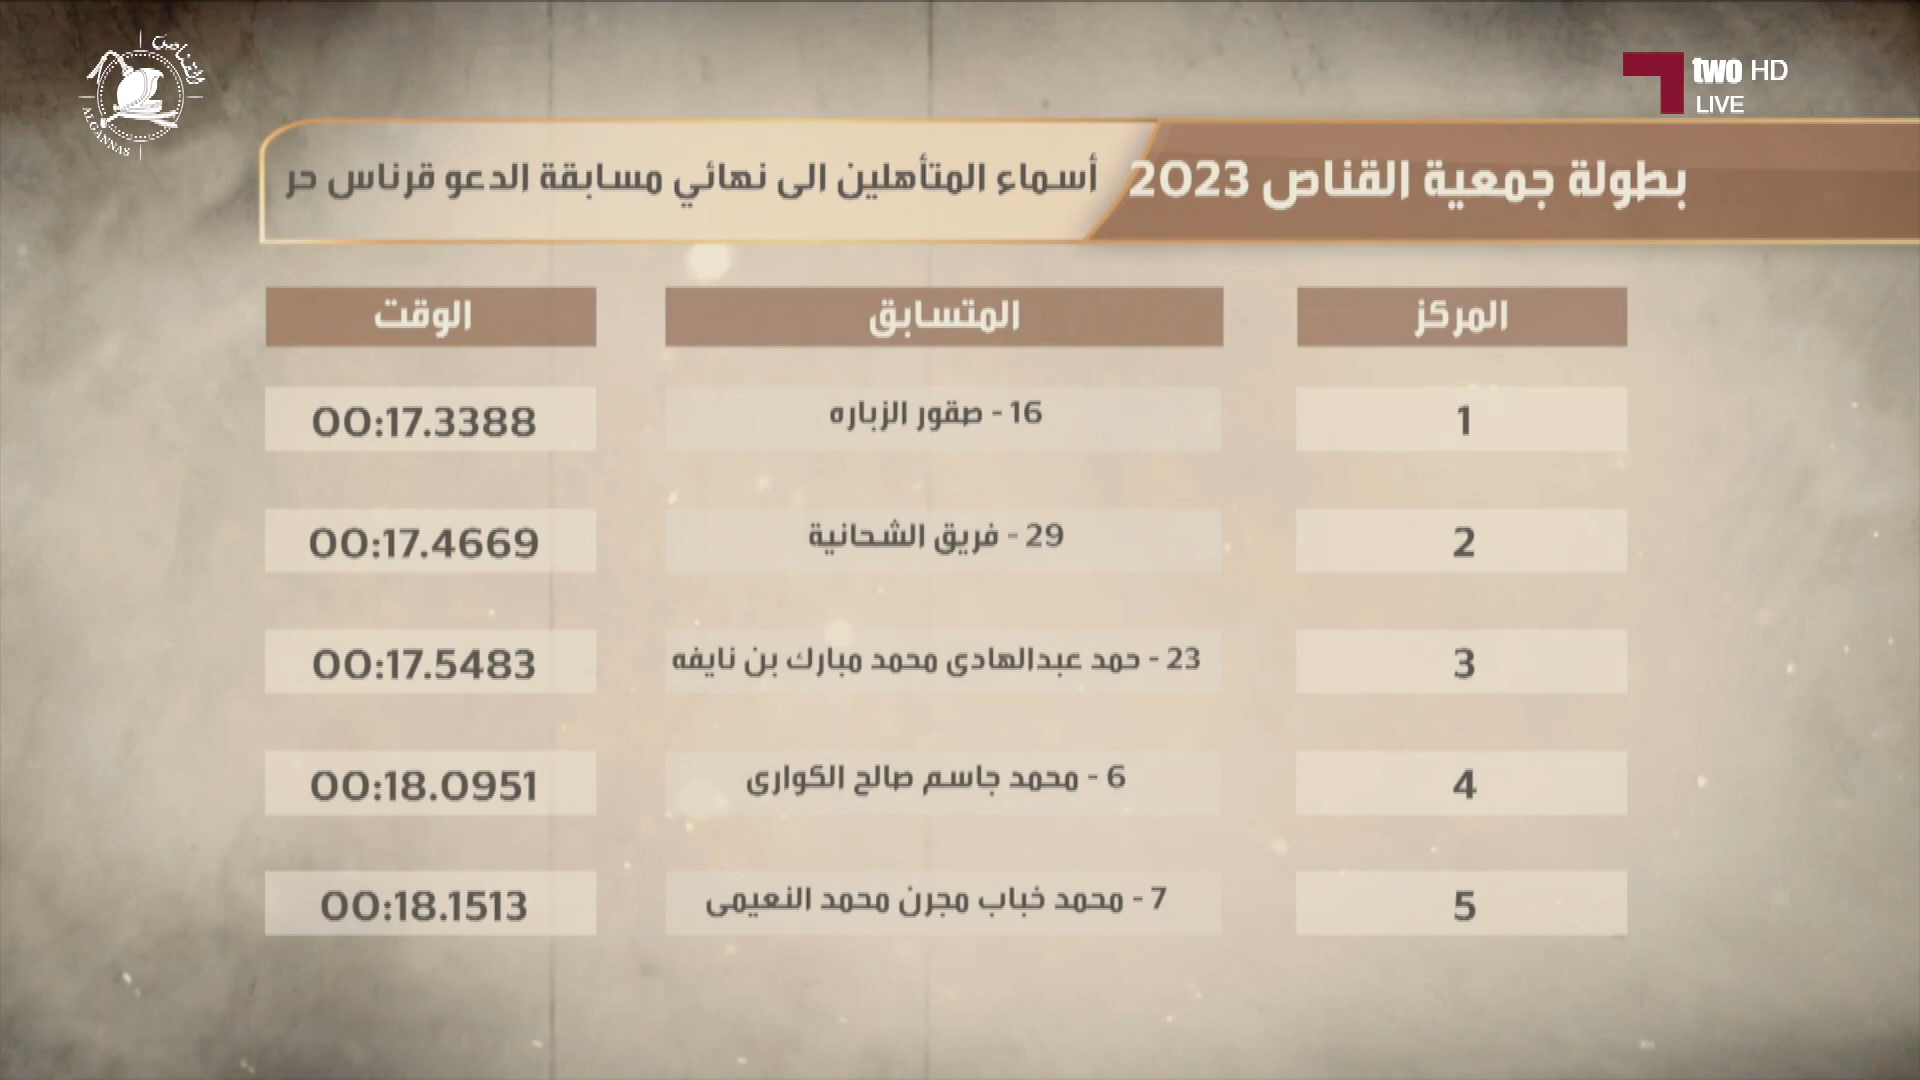 القناص
ALGANNAS
two HD
LIVE
بطولة جمعية القناص 2023
أسماء المتأهلين الى نهائي مسابقة الدعو قرناس حر
المركز المتسابق الوقت
1 16 - صقور الزباره 00:17.3388
2 29 - فريق الشحانية 00:17.4669
3 23 - حمد عبدالهادى محمد مبارك بن نايفه 00:17.5483
4 6 - محمد جاسم صالح الكوارى 00:18.0951
5 7 - محمد خباب مجرن محمد النعيمى 00:18.1513